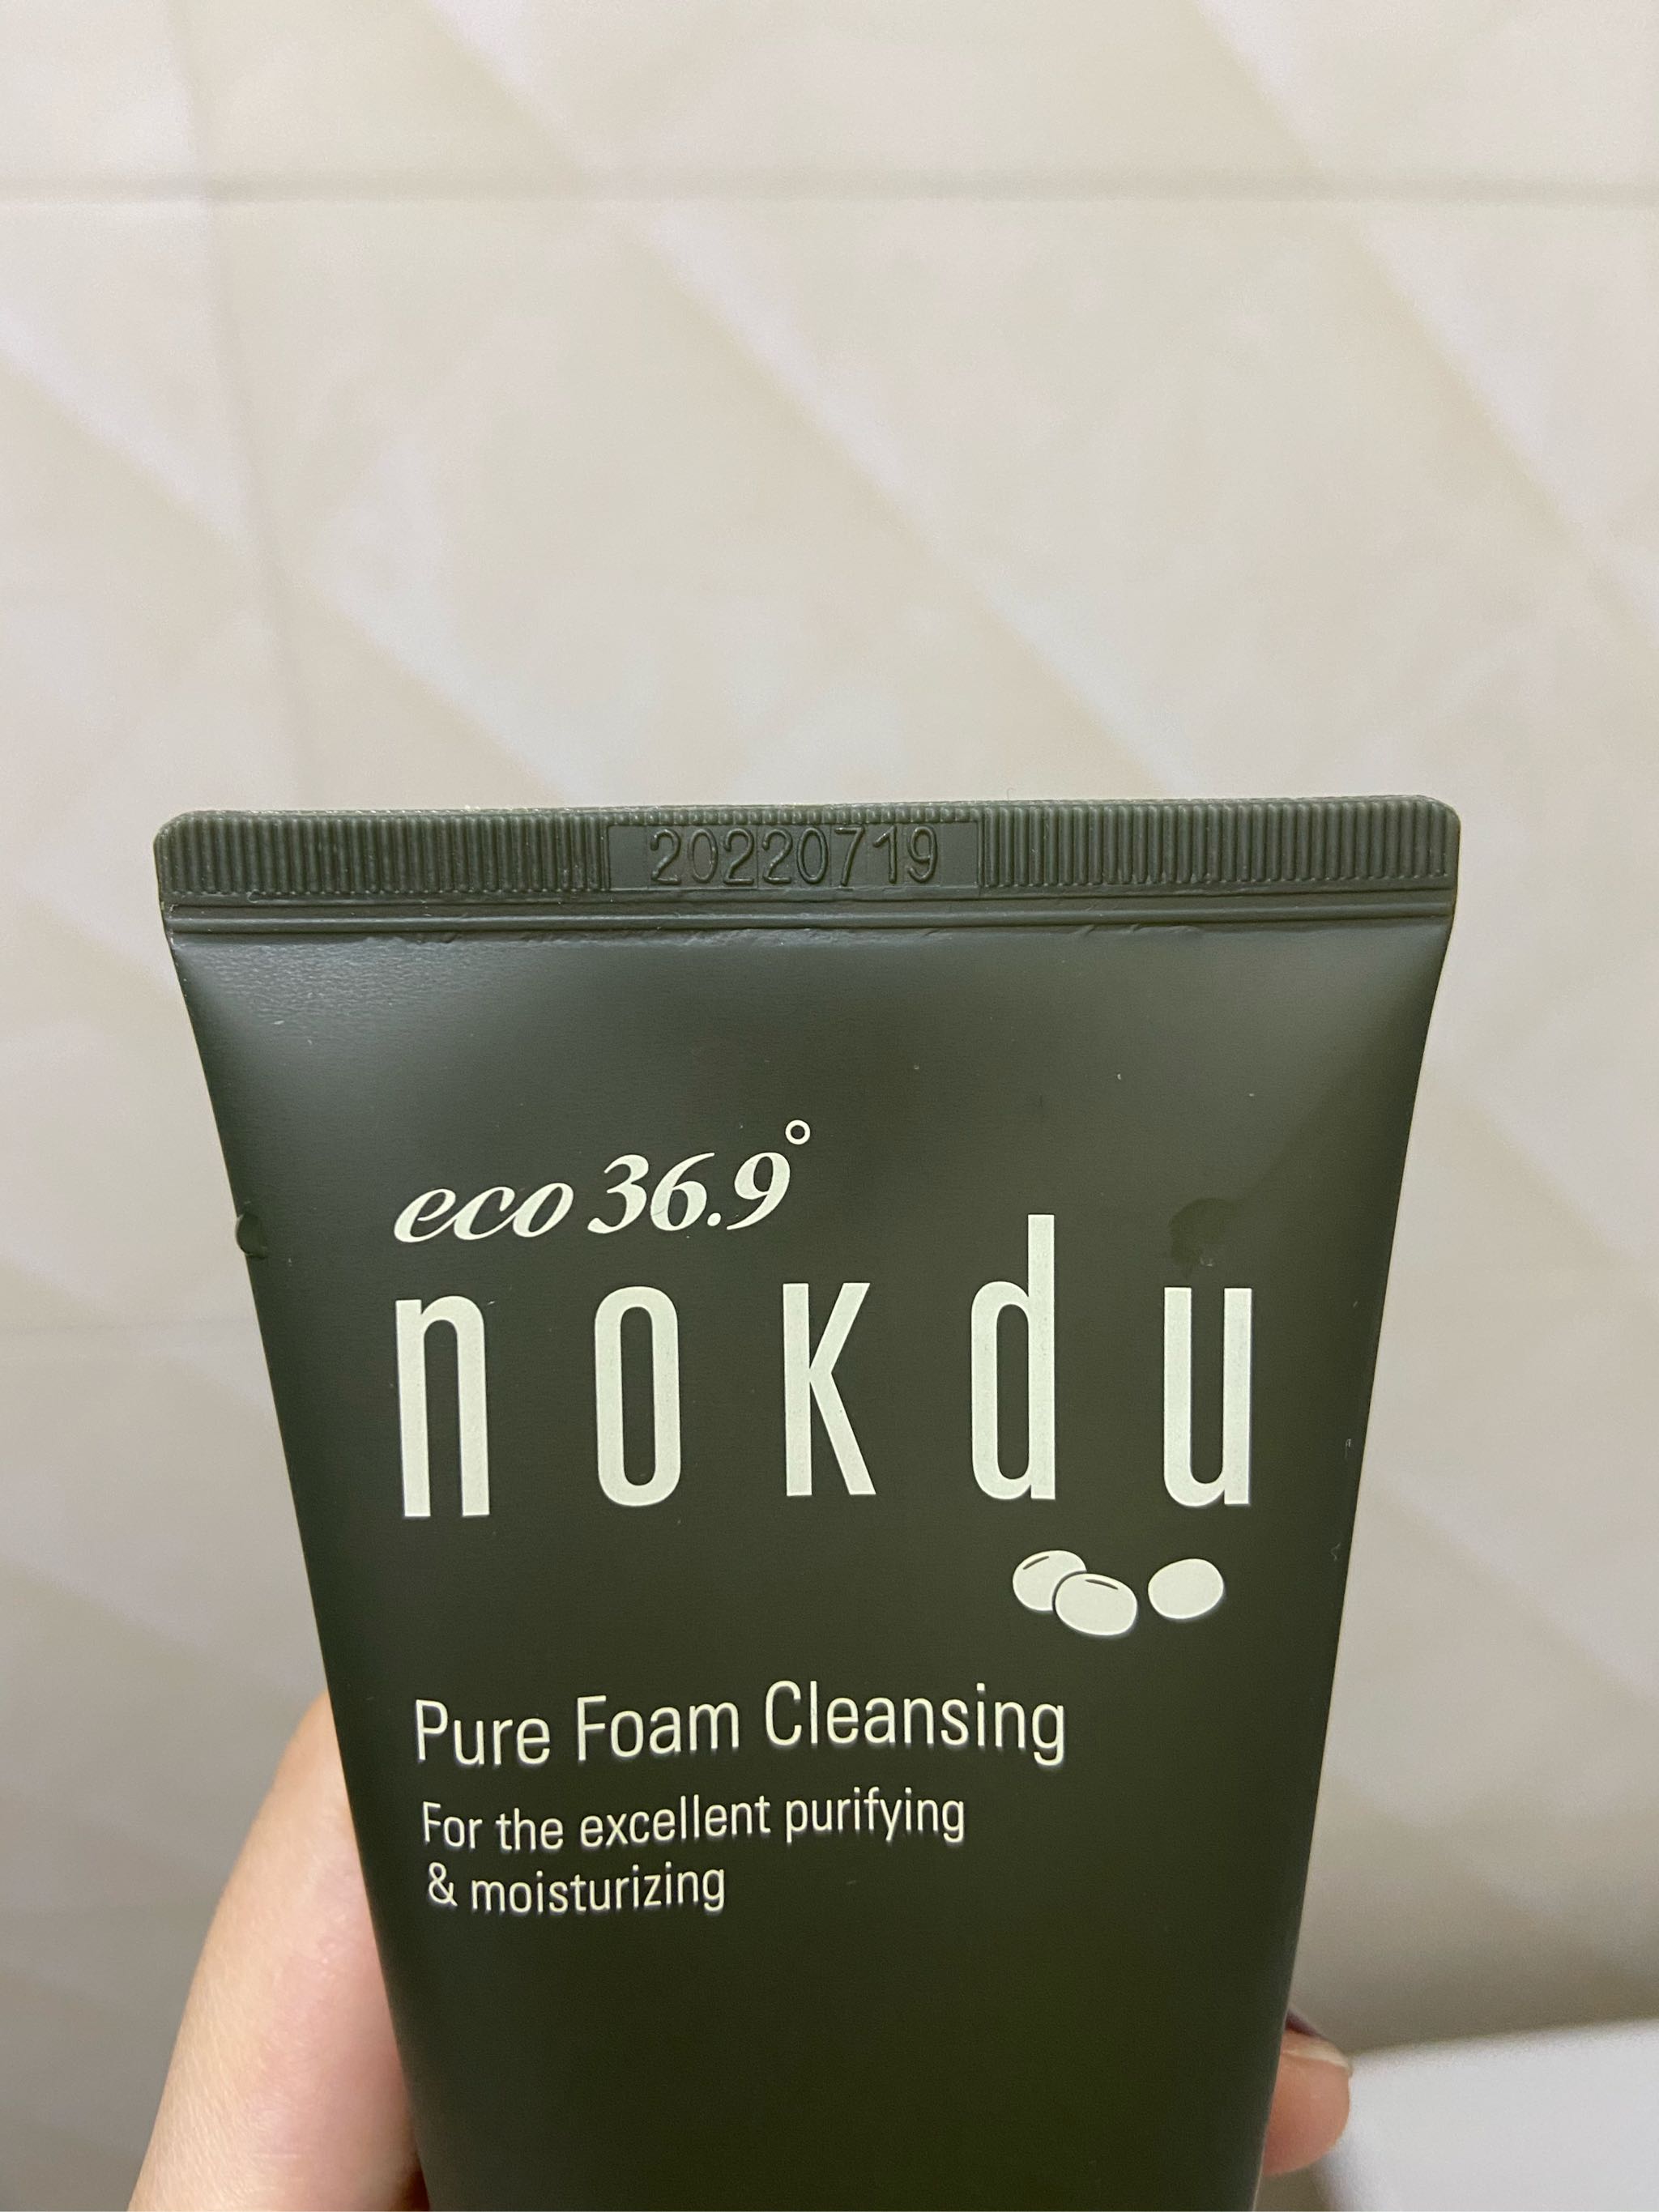 20220719
eco 36.9°
nokdu
Pure Foam Cleansing
For the excellent purifying
& moisturizing